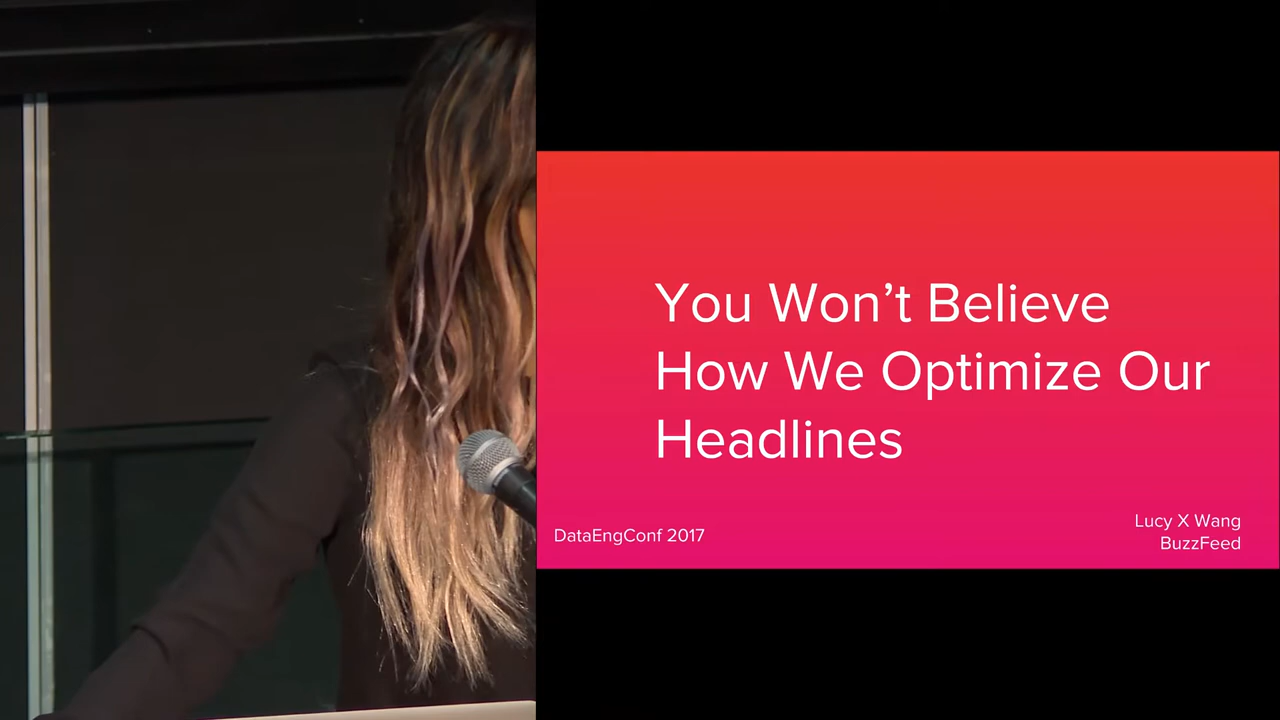 You Won’t Believe
How We Optimize Our
Headlines
DataEngConf 2017
Lucy X Wang
BuzzFeed